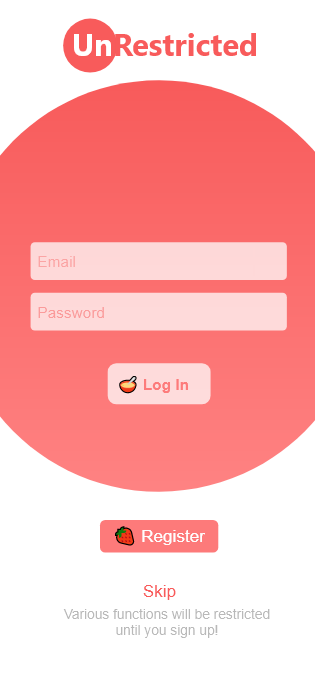 UnRestricted
Email
Password
Log In
Register
Skip
Various functions will be restricted
until you sign up!